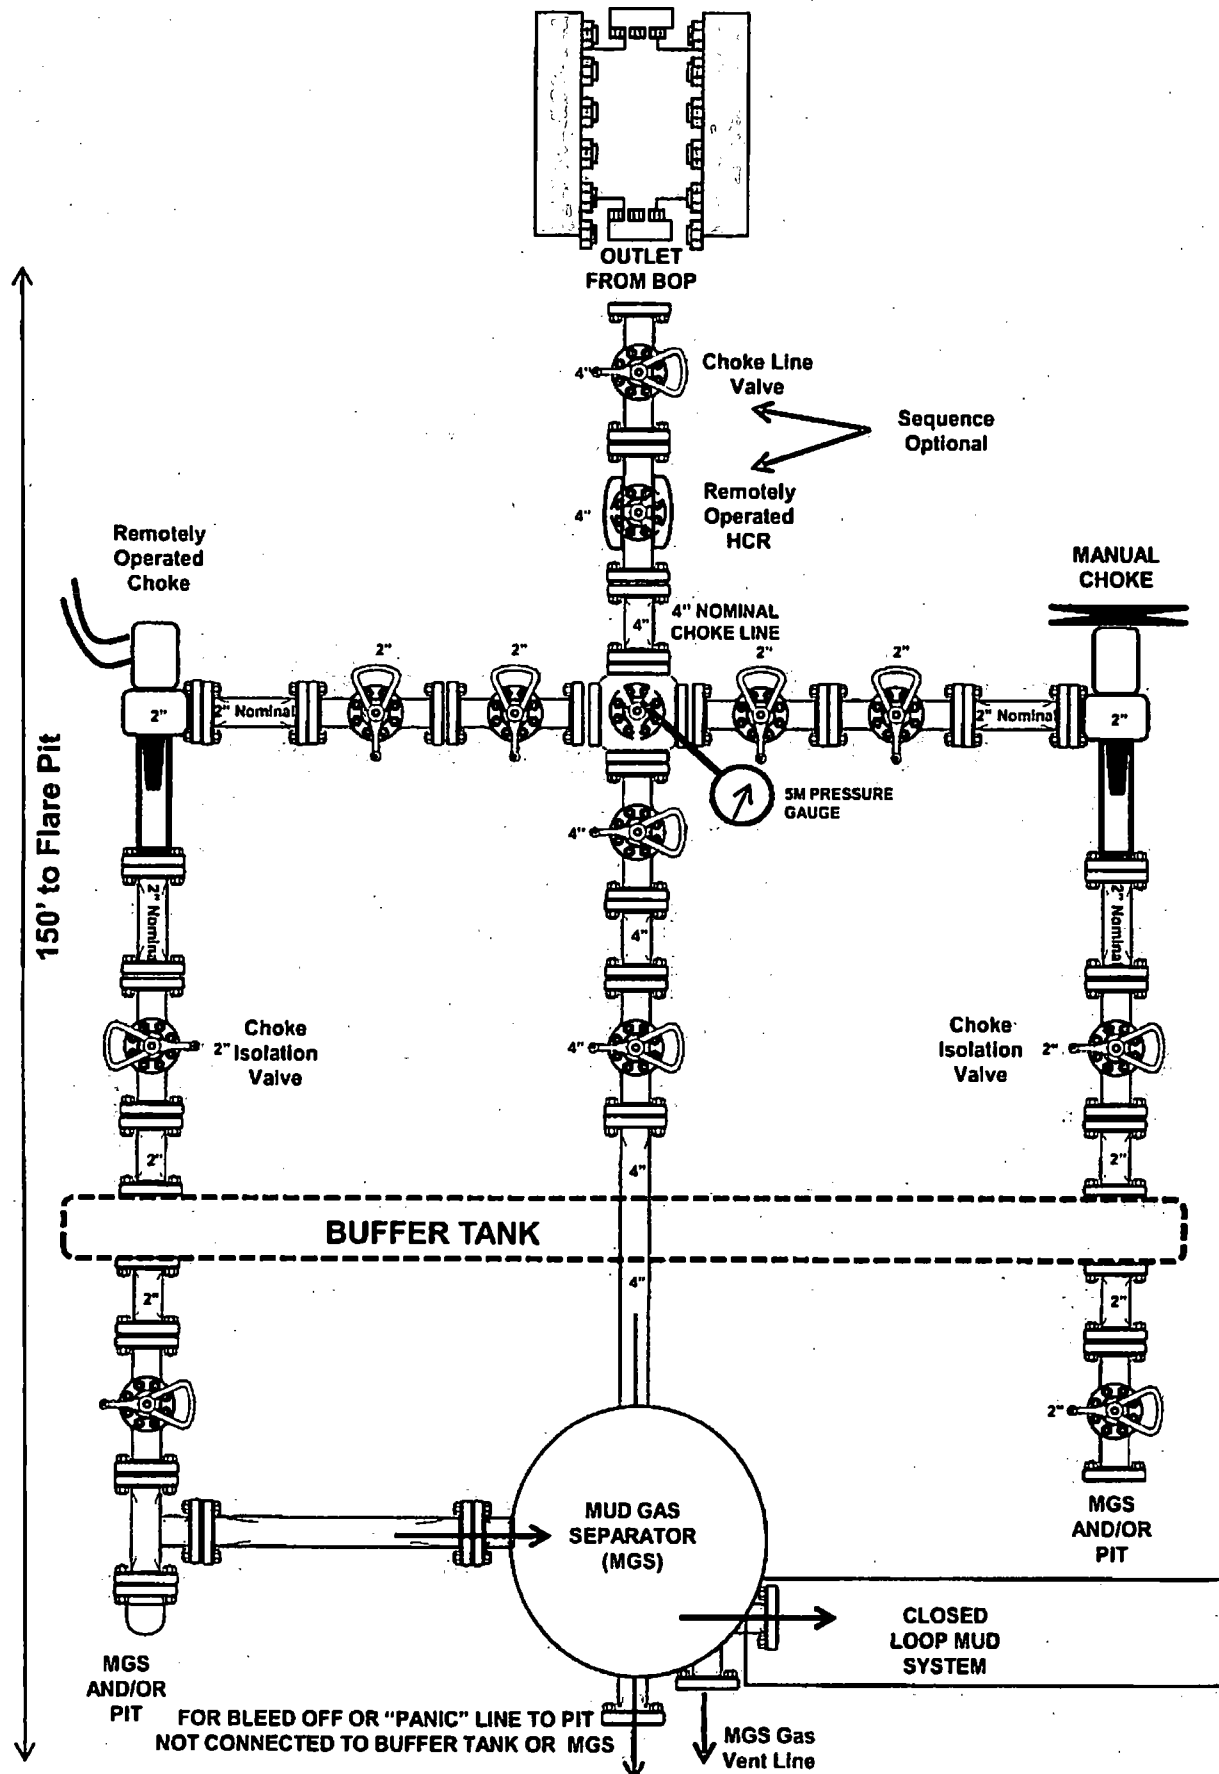 OUTLET
FROM BOP
4"
Choke Line
Valve
Sequence
Optional
4"
Remotely
Operated
HCR
Remotely
Operated
Choke
MANUAL
CHOKE
4"
4" NOMINAL
CHOKE LINE
2"
2"
2"
2"
2"
2" Nominal
2" Nominal
2"
5M PRESSURE
GAUGE
4"
150' to Flare Pit
2" Nominal
4"
2" Nominal
2"
Choke
Isolation
Valve
4"
Choke
Isolation
Valve
2"
2"
4"
2"
BUFFER TANK
2"
4"
2"
2"
MUD GAS
SEPARATOR
(MGS)
MGS
AND/OR
PIT
CLOSED
LOOP MUD
SYSTEM
MGS
AND/OR
PIT
FOR BLEED OFF OR "PANIC" LINE TO PIT
NOT CONNECTED TO BUFFER TANK OR MGS
MGS Gas
Vent Line